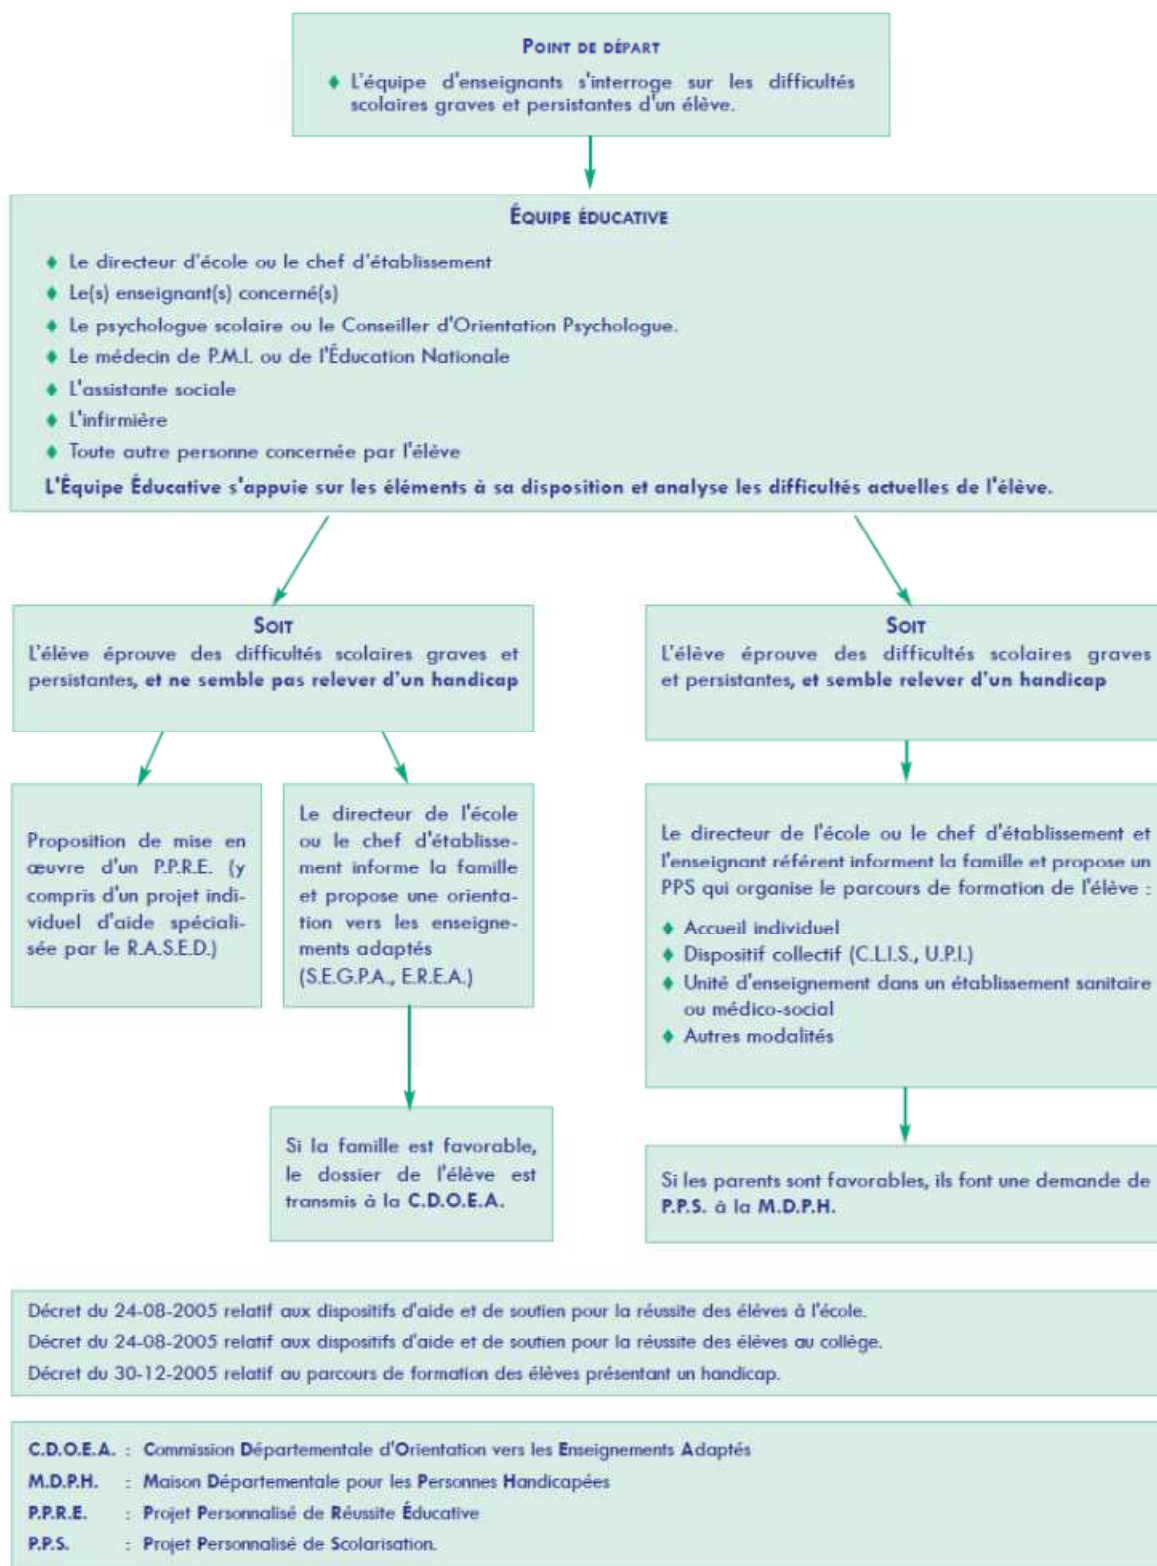 POINT DE DÉPART
♦ L'équipe d'enseignants s'interroge sur les difficultés
scolaires graves et persistantes d'un élève.
ÉQUIPE ÉDUCATIVE
♦ Le directeur d'école ou le chef d'établissement
♦ Le(s) enseignant(s) concerné(s)
♦ Le psychologue scolaire ou le Conseiller d'Orientation Psychologue.
♦ Le médecin de P.M.I. ou de l'Éducation Nationale
♦ L'assistante sociale
♦ L'infirmière
♦ Toute autre personne concernée par l'élève
L'Équipe Éducative s'appuie sur les éléments à sa disposition et analyse les difficultés actuelles de l'élève.
SOIT
L'élève éprouve des difficultés scolaires graves et
persistantes, et ne semble pas relever d'un handicap
SOIT
L'élève éprouve des difficultés scolaires graves
et persistantes, et semble relever d'un handicap
Proposition de mise en
œuvre d'un P.P.R.E. (y
compris d'un projet indi-
viduel d'aide spéciali-
sée par le R.A.S.E.D.)
Le directeur de l'école
ou le chef d'établisse-
ment informe la famille
et propose une orienta-
tion vers les enseigne-
ments adaptés
(S.E.G.P.A., E.R.E.A.)
Le directeur de l'école ou le chef d'établissement et
l'enseignant référent informent la famille et propose un
PPS qui organise le parcours de formation de l'élève :
♦ Accueil individuel
♦ Dispositif collectif (C.L.I.S., U.P.I.)
♦ Unité d'enseignement dans un établissement sanitaire
ou médico-social
♦ Autres modalités
Si la famille est favorable,
le dossier de l'élève est
transmis à la C.D.O.E.A.
Si les parents sont favorables, ils font une demande de
P.P.S. à la M.D.P.H.
Décret du 24-08-2005 relatif aux dispositifs d'aide et de soutien pour la réussite des élèves à l'école.
Décret du 24-08-2005 relatif aux dispositifs d'aide et de soutien pour la réussite des élèves au collège.
Décret du 30-12-2005 relatif au parcours de formation des élèves présentant un handicap.
C.D.O.E.A. : Commission Départementale d'Orientation vers les Enseignements Adaptés
M.D.P.H. : Maison Départementale pour les Personnes Handicapées
P.P.R.E. : Projet Personnalisé de Réussite Éducative
P.P.S. : Projet Personnalisé de Scolarisation.